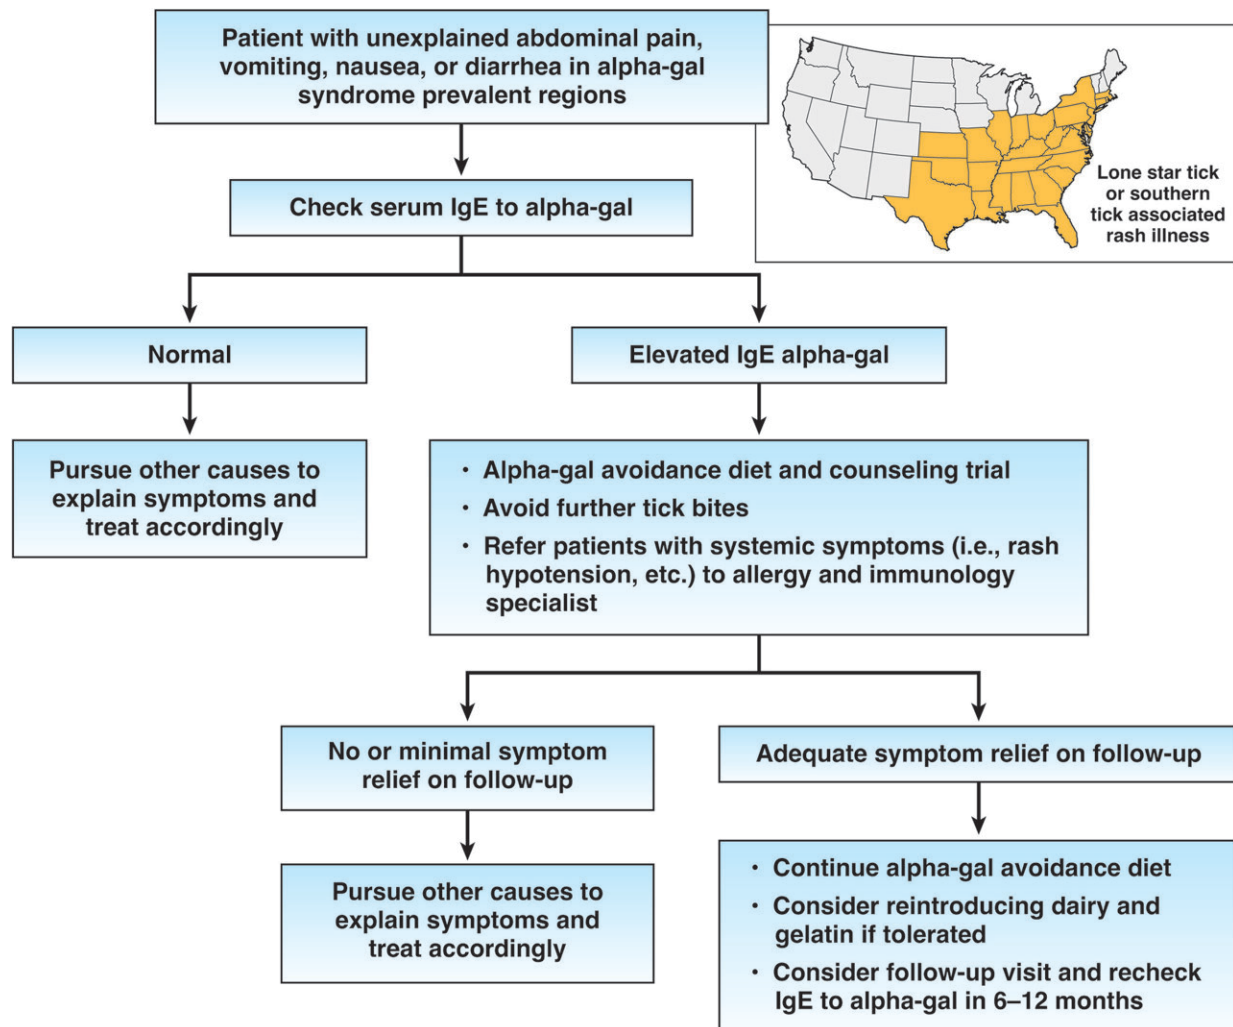 Patient with unexplained abdominal pain,
vomiting, nausea, or diarrhea in alpha-gal
syndrome prevalent regions
Lone star tick
or southern
tick associated
rash illness
Check serum IgE to alpha-gal
Normal
Elevated IgE alpha-gal
Pursue other causes to
explain symptoms and
treat accordingly
· Alpha-gal avoidance diet and counseling trial
· Avoid further tick bites
· Refer patients with systemic symptoms (i.e., rash
hypotension, etc.) to allergy and immunology
specialist
No or minimal symptom
relief on follow-up
Adequate symptom relief on follow-up
Pursue other causes to
explain symptoms and
treat accordingly
· Continue alpha-gal avoidance diet
· Consider reintroducing dairy and
gelatin if tolerated
· Consider follow-up visit and recheck
IgE to alpha-gal in 6–12 months